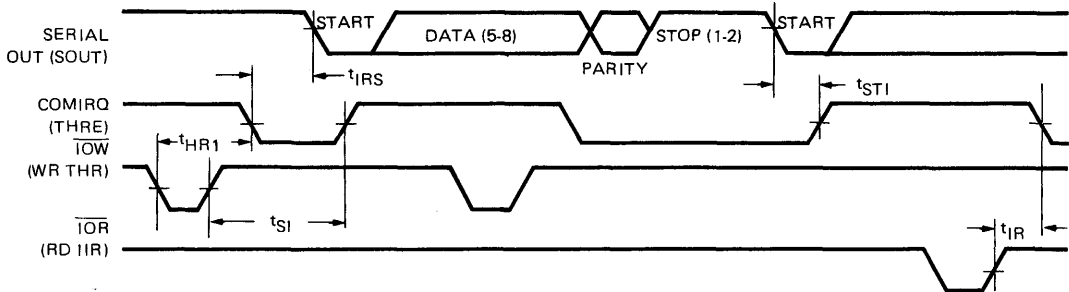 SERIAL
OUT (SOUT)
START
DATA (5-8)
PARITY
STOP (1-2)
START
tIRS
tSTI
COMIRQ
(THRE)
IOW
(WR THR)
tHR1
tSI
IOR
(RD IIR)
tIR